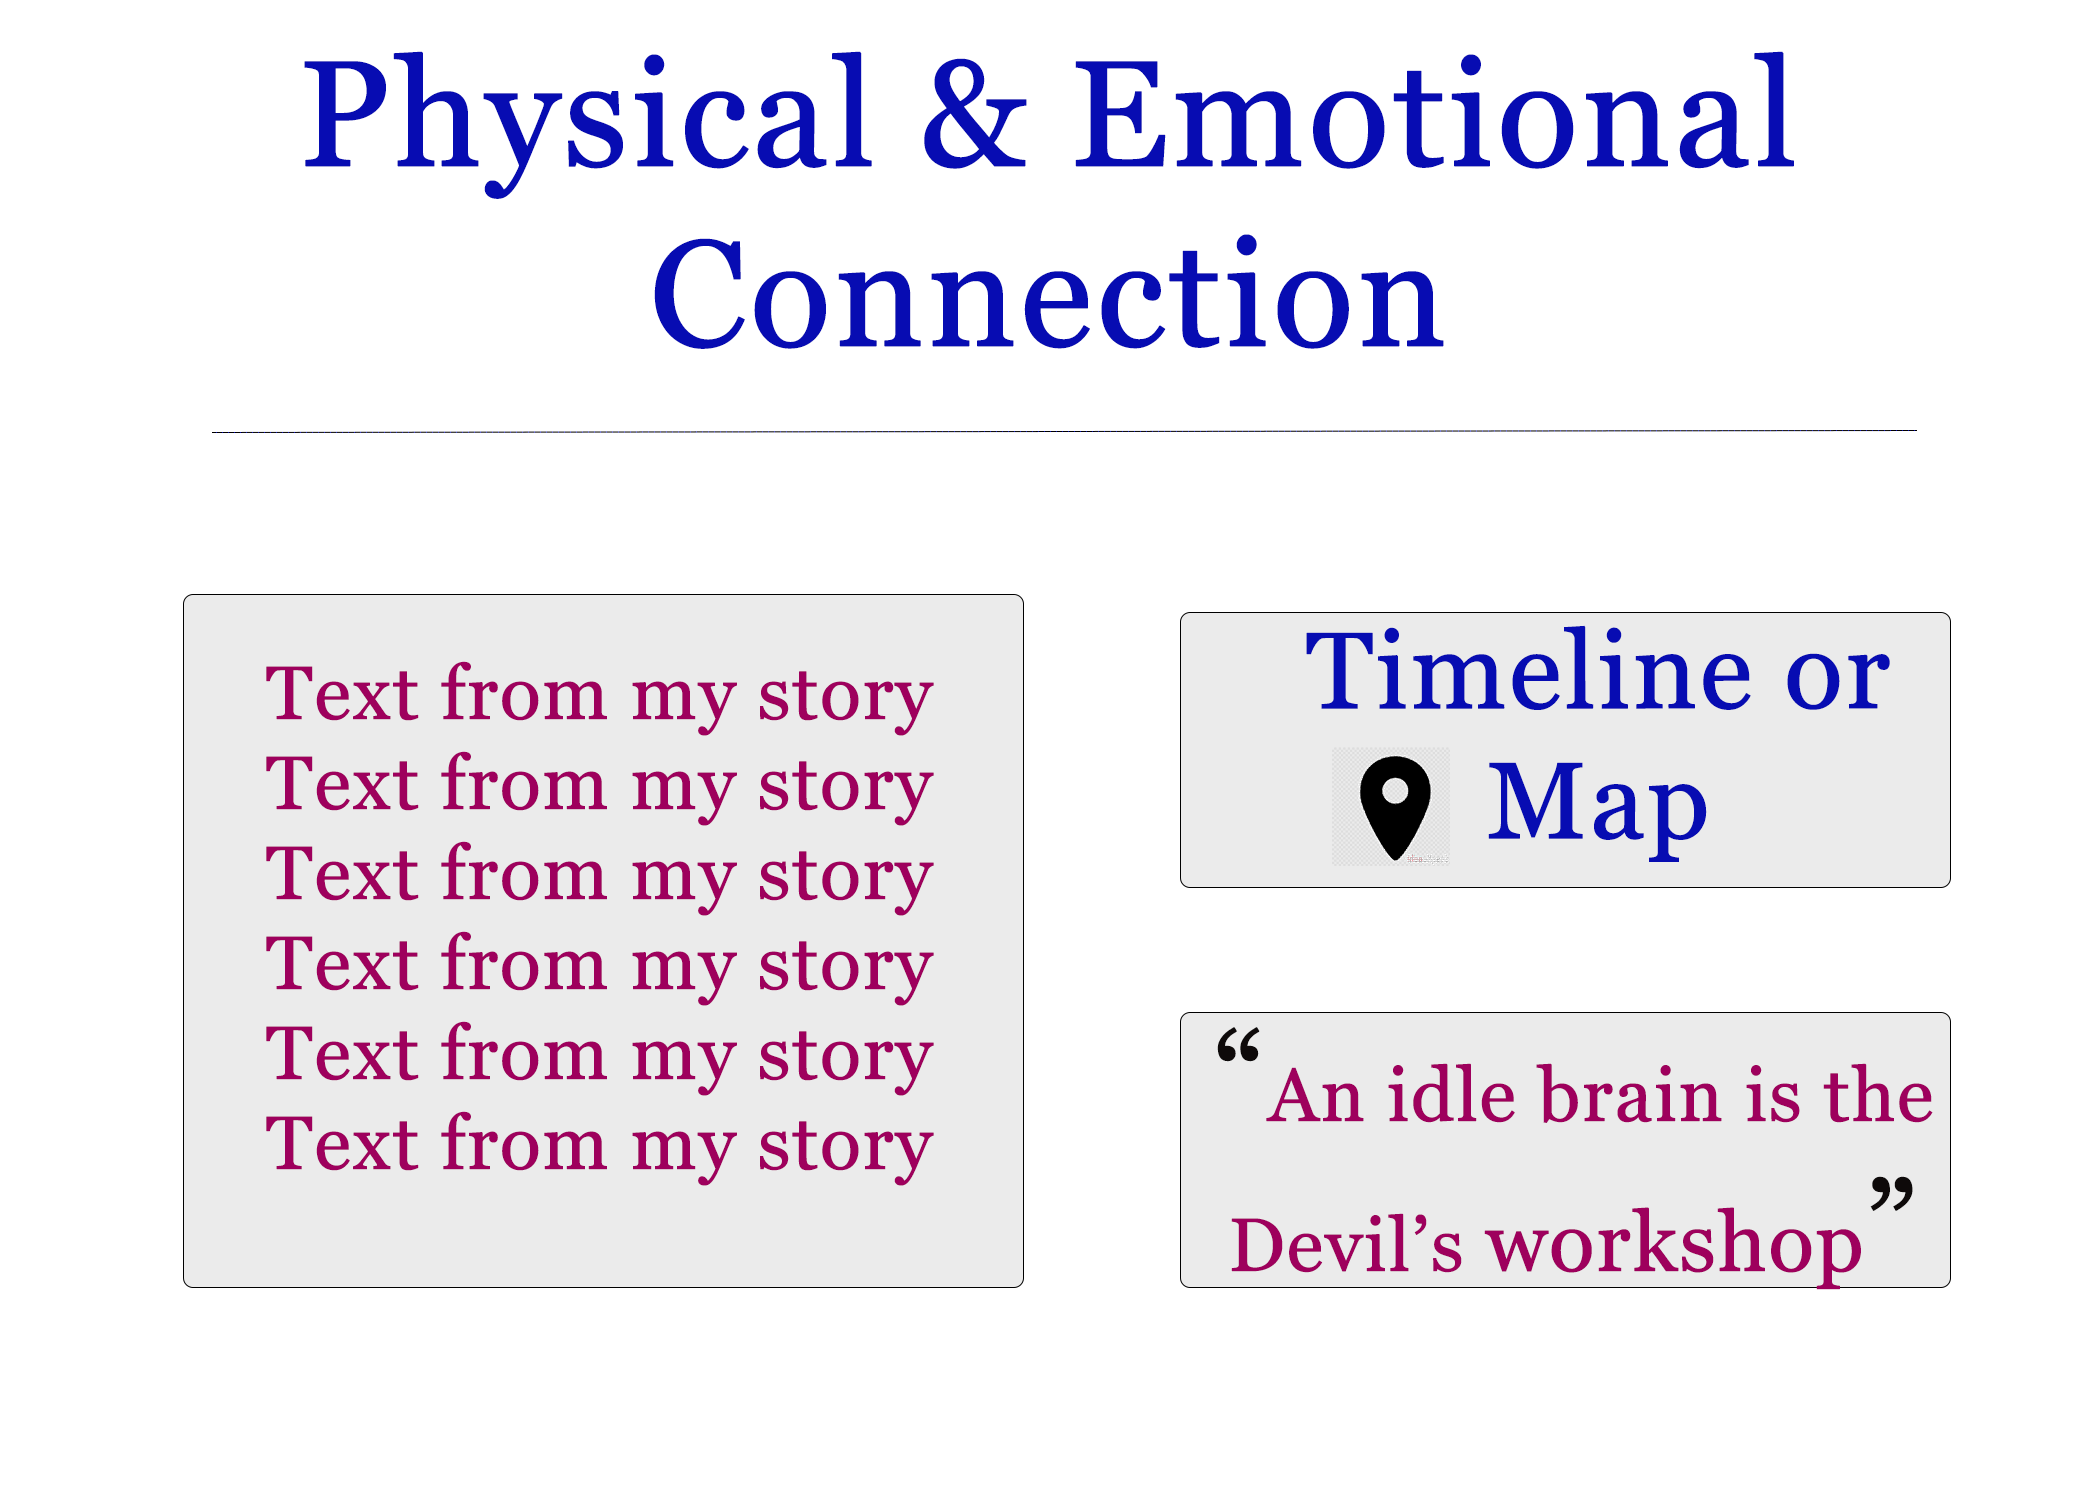 Physical & Emotional
Connection
Text from my story
Text from my story
Text from my story
Text from my story
Text from my story
Text from my story
Timeline or
Map
“An idle brain is the
Devil’s workshop”